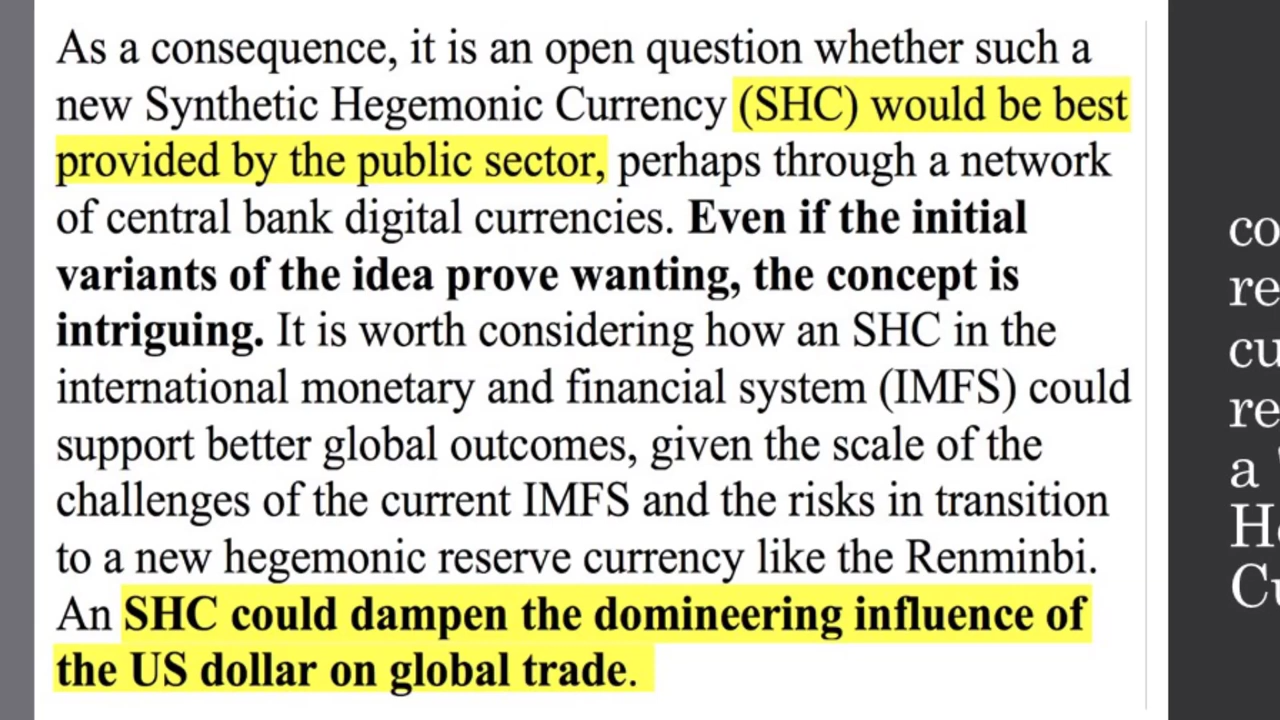 As a consequence, it is an open question whether such a
new Synthetic Hegemonic Currency (SHC) would be best
provided by the public sector, perhaps through a network
of central bank digital currencies. Even if the initial
variants of the idea prove wanting, the concept is
intriguing. It is worth considering how an SHC in the
international monetary and financial system (IMFS) could
support better global outcomes, given the scale of the
challenges of the current IMFS and the risks in transition
to a new hegemonic reserve currency like the Renminbi.
An SHC could dampen the domineering influence of
the US dollar on global trade.
co
re
cu
re
a